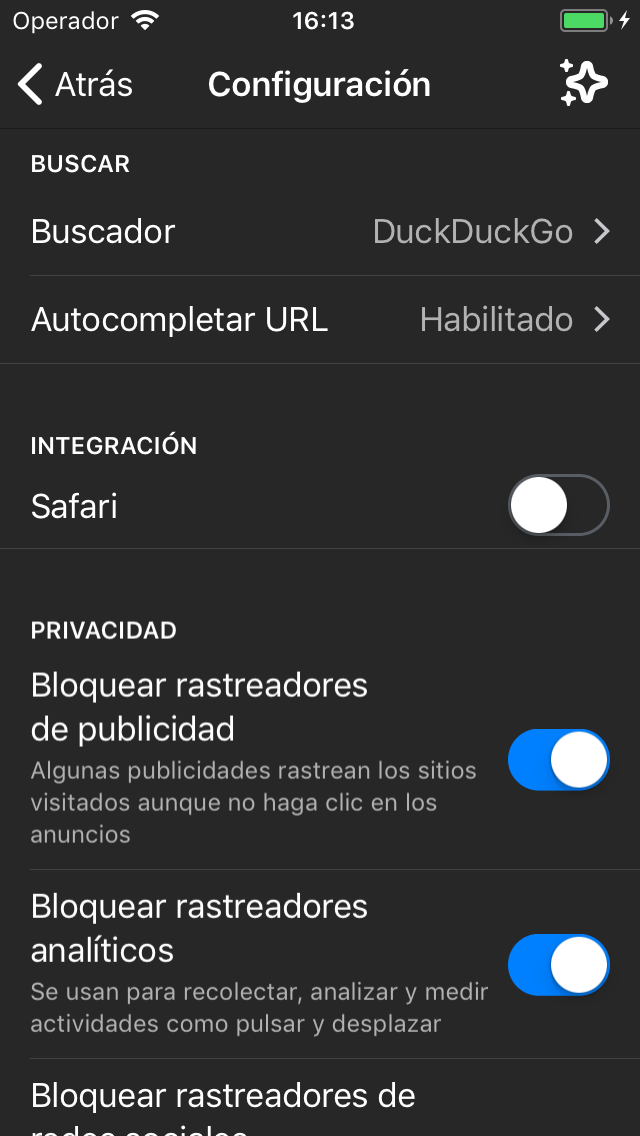 Operador 16:13
Atrás Configuración
BUSCAR
Buscador DuckDuckGo
Autocompletar URL Habilitado
INTEGRACIÓN
Safari
PRIVACIDAD
Bloquear rastreadores
de publicidad
Algunas publicidades rastrean los sitios
visitados aunque no haga clic en los
anuncios
Bloquear rastreadores
analíticos
Se usan para recolectar, analizar y medir
actividades como pulsar y desplazar
Bloquear rastreadores de
redes sociales